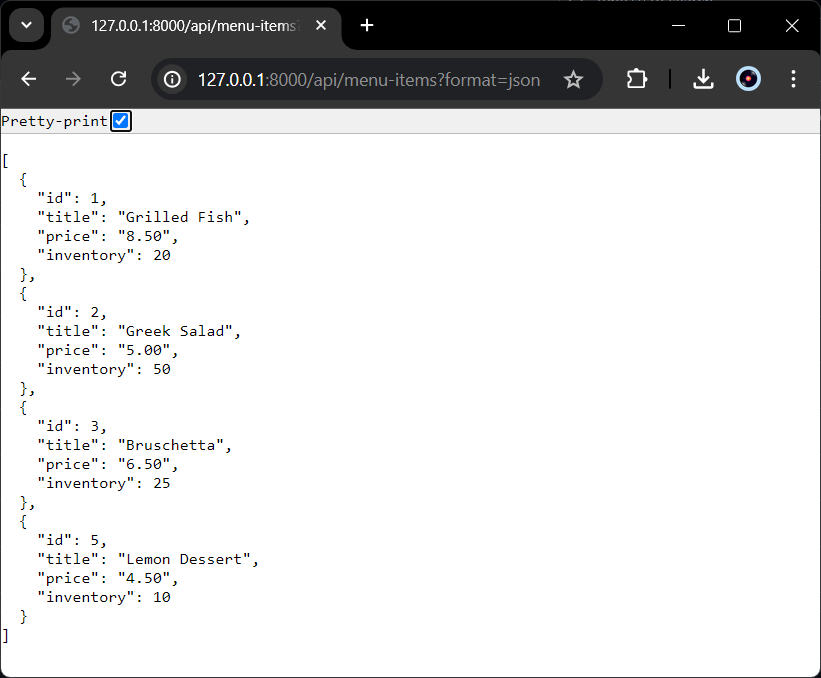 127.0.0.1:8000/api/menu-items?
127.0.0.1:8000/api/menu-items?format=json
Pretty-print
[
  {
    "id": 1,
    "title": "Grilled Fish",
    "price": "8.50",
    "inventory": 20
  },
  {
    "id": 2,
    "title": "Greek Salad",
    "price": "5.00",
    "inventory": 50
  },
  {
    "id": 3,
    "title": "Bruschetta",
    "price": "6.50",
    "inventory": 25
  },
  {
    "id": 5,
    "title": "Lemon Dessert",
    "price": "4.50",
    "inventory": 10
  }
]